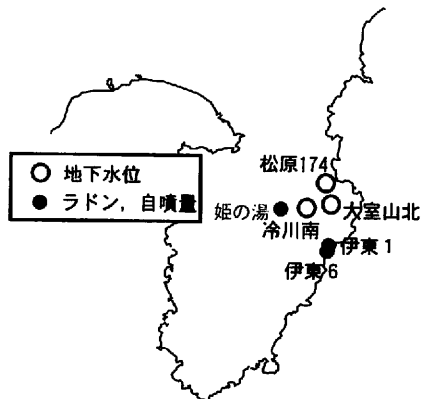 松原174
地下水位
ラドン，自噴量
姫の湯
大室山北
冷川南
伊東1
伊東6